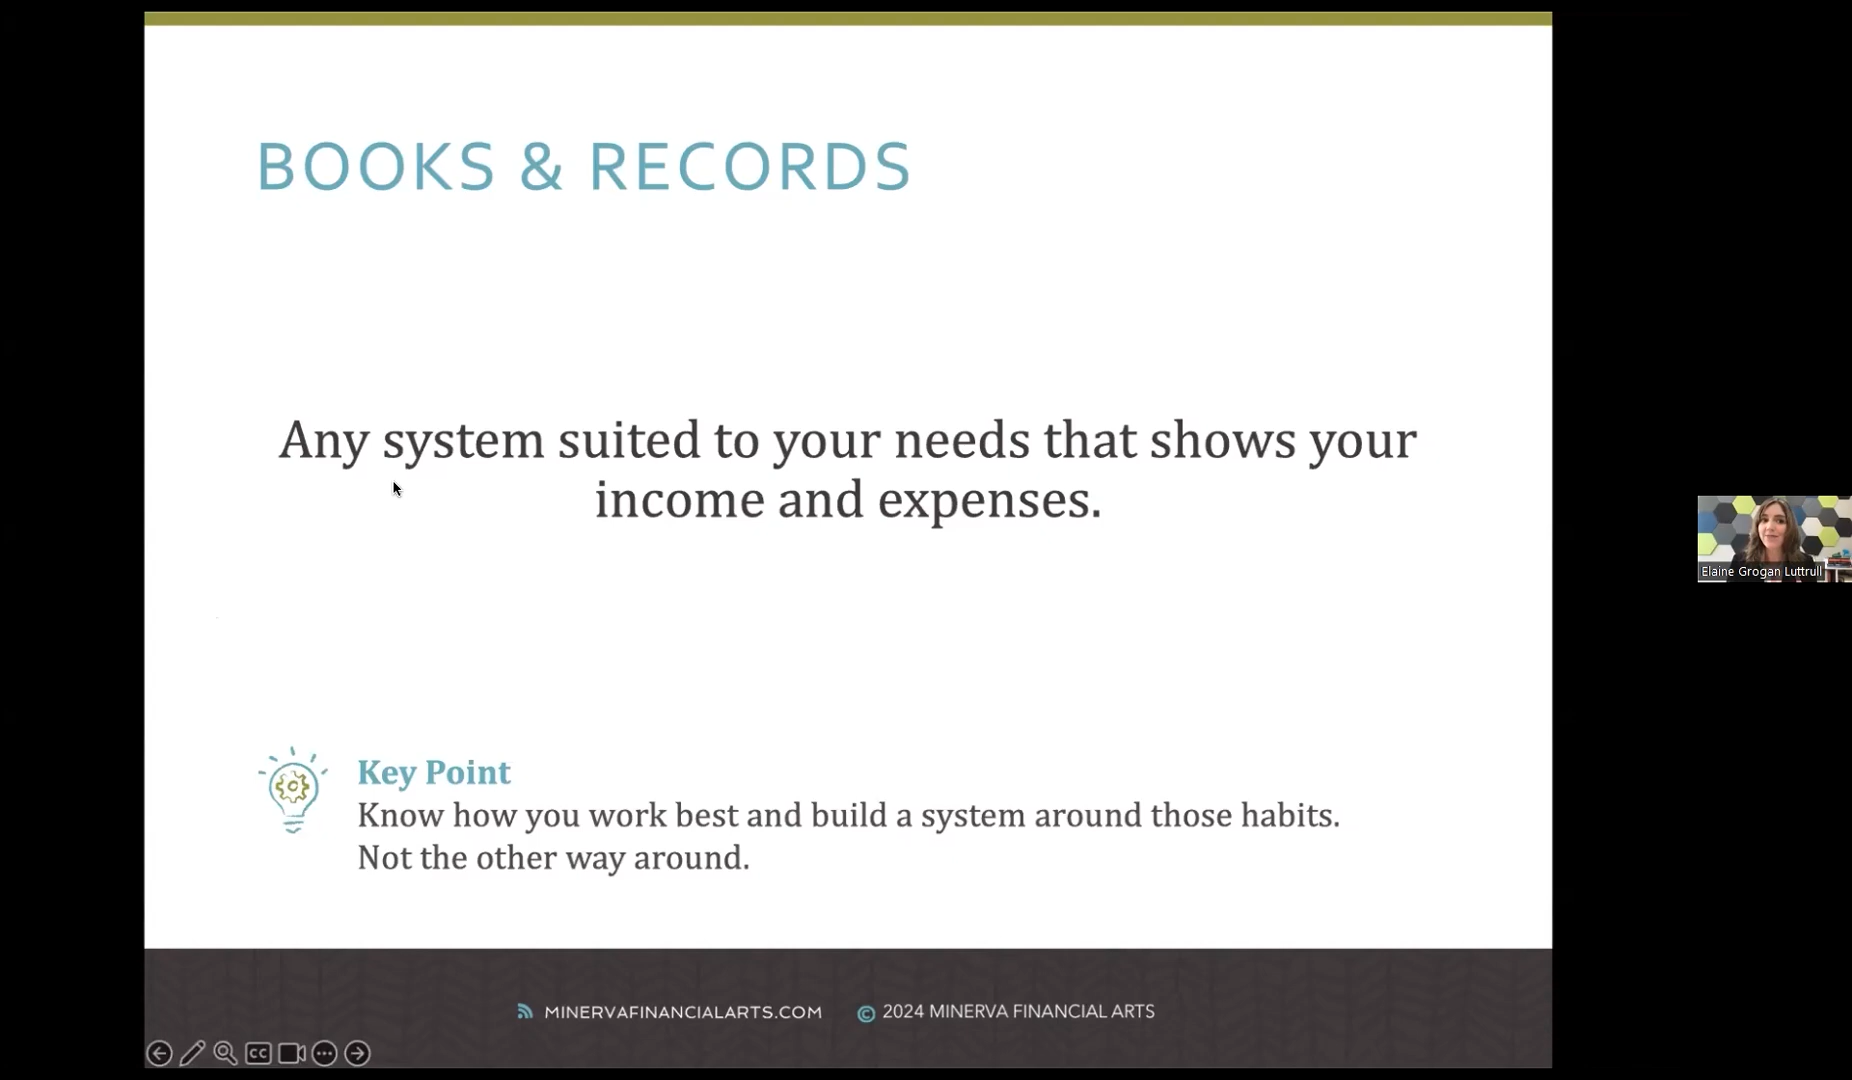 BOOKS & RECORDS
Any system suited to your needs that shows your
income and expenses.
Elaine Grogan Luttrull
Key Point
Know how you work best and build a system around those habits.
Not the other way around.
MINERVAFINANCIALARTS.COM
© 2024 MINERVA FINANCIAL ARTS
CC